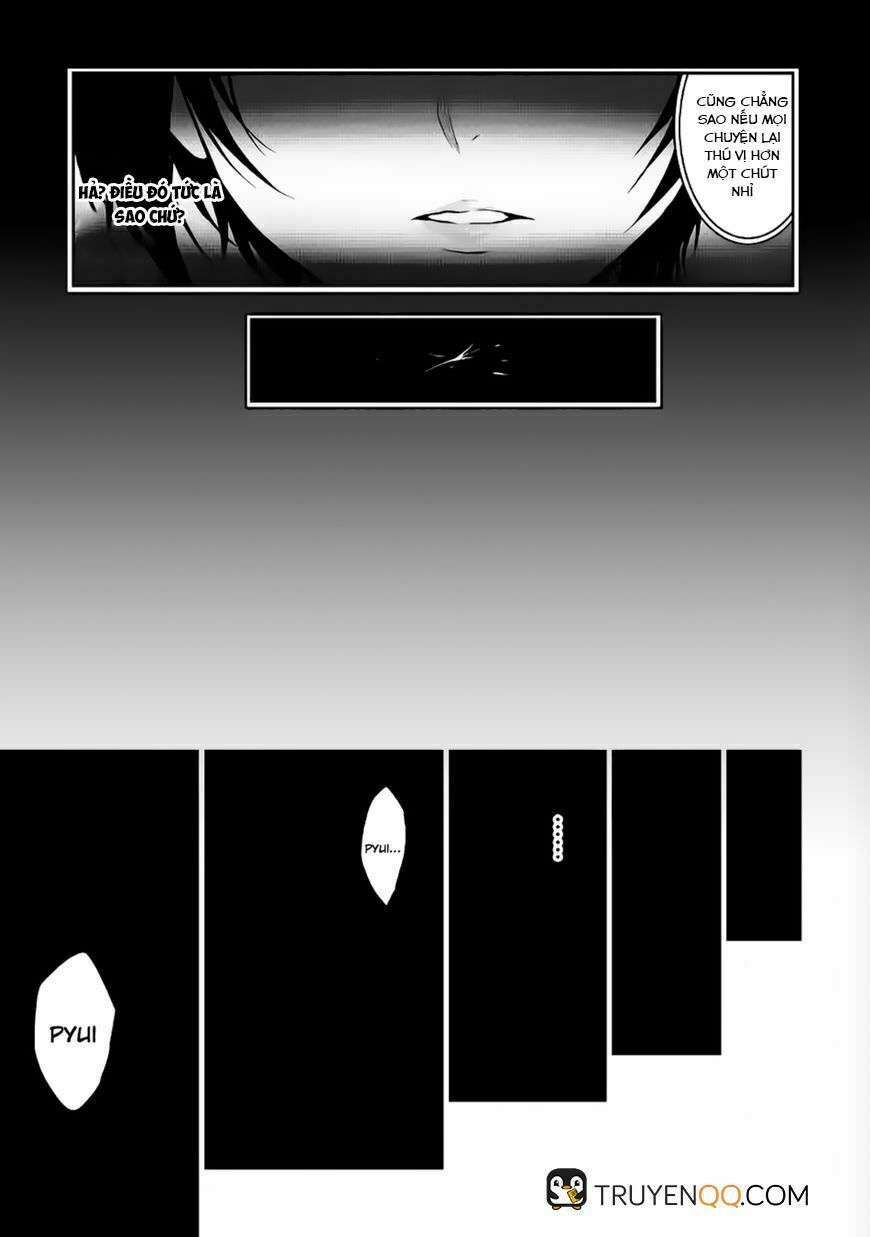 CŨNG CHẲNG
SAO NẾU MỌI
CHUYỆN LẠI
THÚ VỊ HƠN
MỘT CHÚT
NHỈ
HẢ? ĐIỀU ĐÓ TỨC LÀ
SAO CHỨ?
PYUI...
PYUI
TRUYENQQ.COM